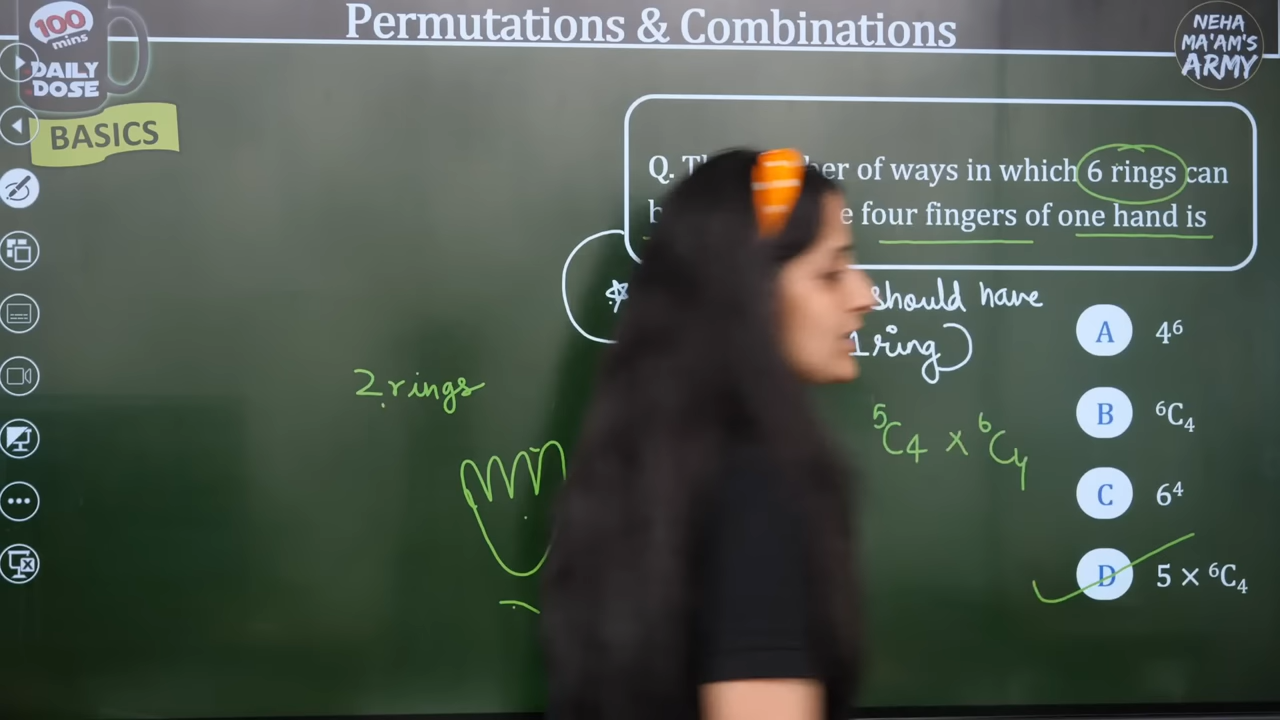 Permutations & Combinations
100
mins
DAILY
DOSE
NEHA
MA'AM'S
ARMY
BASICS
Q. of ways in which 6 rings can
four fingers of one hand is
should have
1 ring
2 rings
⁵C₄ × ⁶C₄
A 4⁶
B ⁶C₄
C 6⁴
D 5 × ⁶C₄